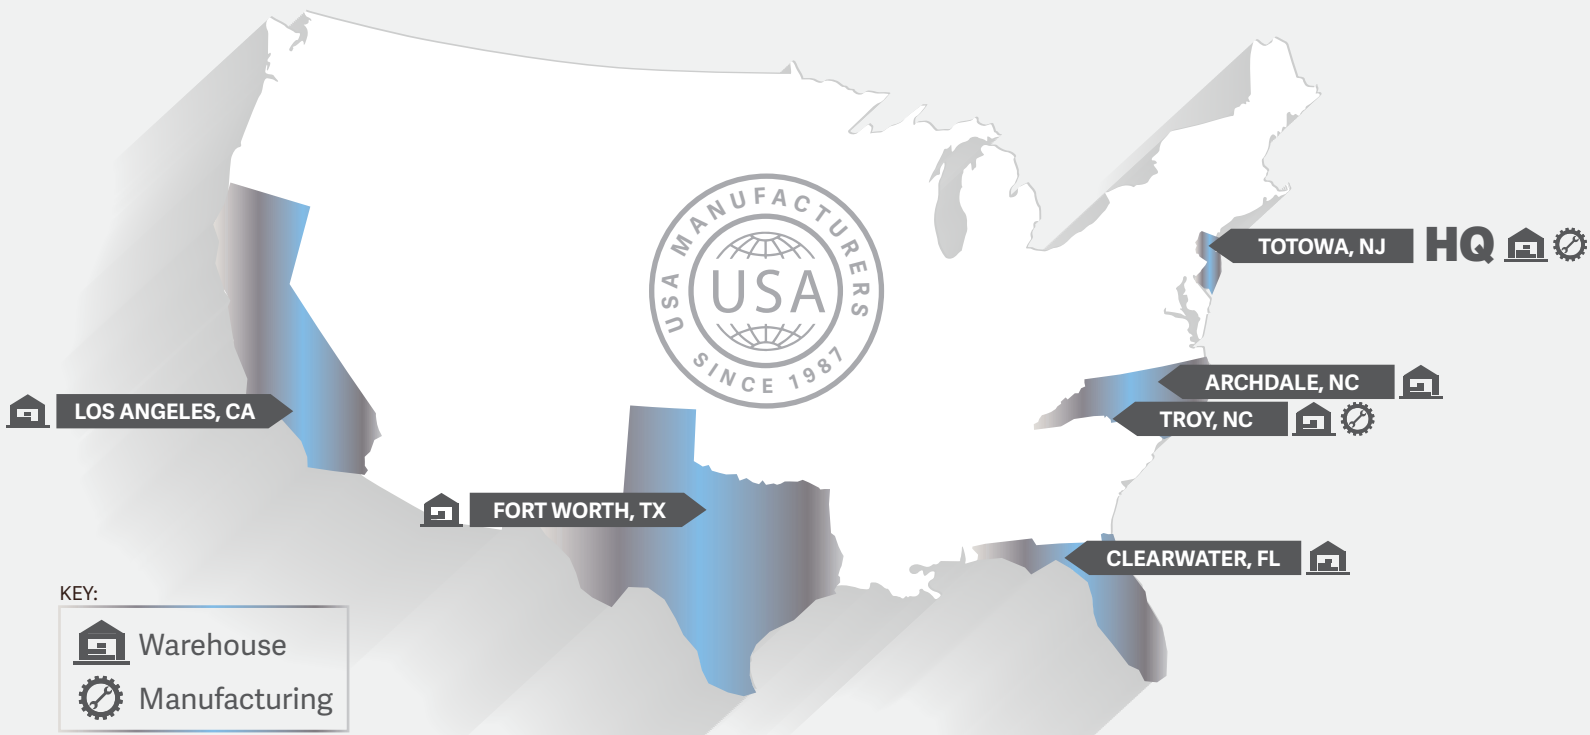 USA MANUFACTURERS
USA
SINCE 1987
TOTOWA, NJ HQ
ARCHDALE, NC
LOS ANGELES, CA
TROY, NC
FORT WORTH, TX
CLEARWATER, FL
KEY:
Warehouse
Manufacturing